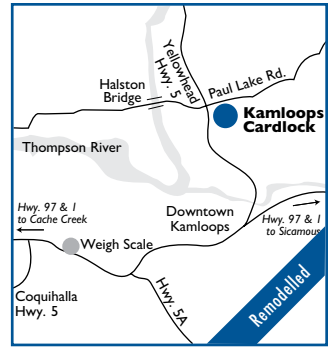 Yellowhead
Hwy. 5
Paul Lake Rd.
Halston
Bridge
Kamloops
Cardlock
Thompson River
Hwy. 97 & 1
to Cache Creek
Downtown
Kamloops
Hwy. 97 & 1
to Sicamous
Weigh Scale
Coquihalla
Hwy. 5
Hwy. 5A
Remodelled